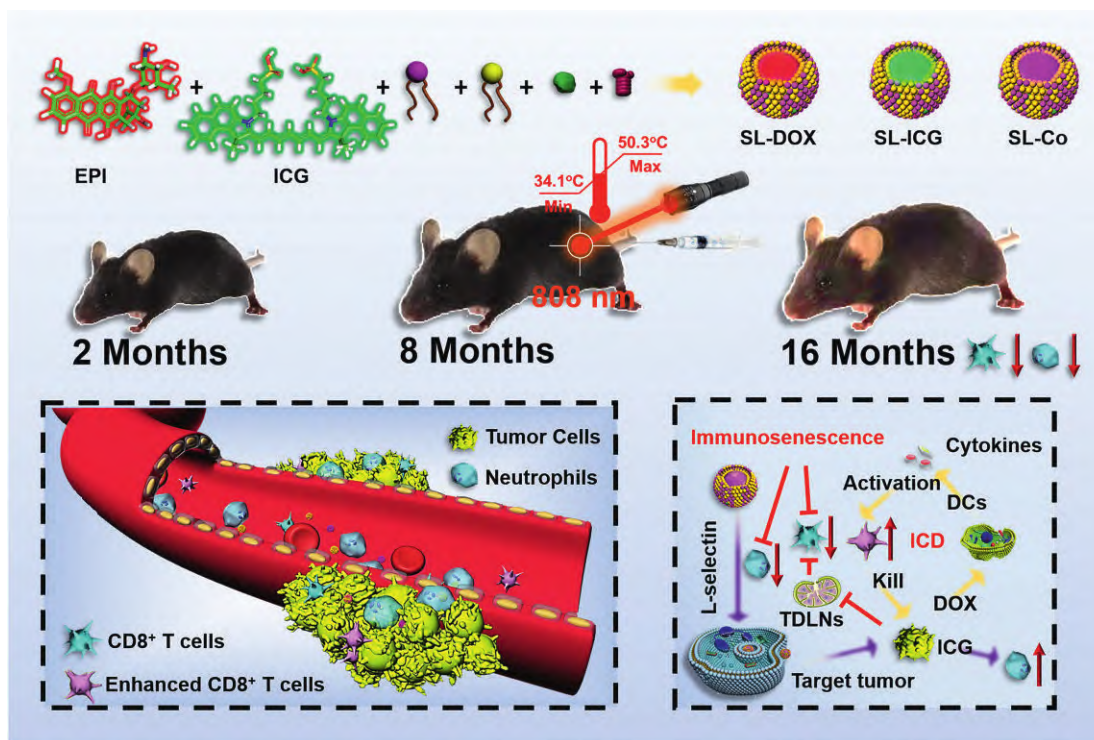 + + + + +
EPI
ICG
SL-DOX SL-ICG SL-Co
50.3°C
Max
34.1°C
Min
808 nm
2 Months
8 Months
16 Months
Tumor Cells
Neutrophils
CD8⁺ T cells
Enhanced CD8⁺ T cells
Immunosenescence
Cytokines
Activation
DCs
L-selectin
ICD
Kill
TDLNs
DOX
ICG
Target tumor